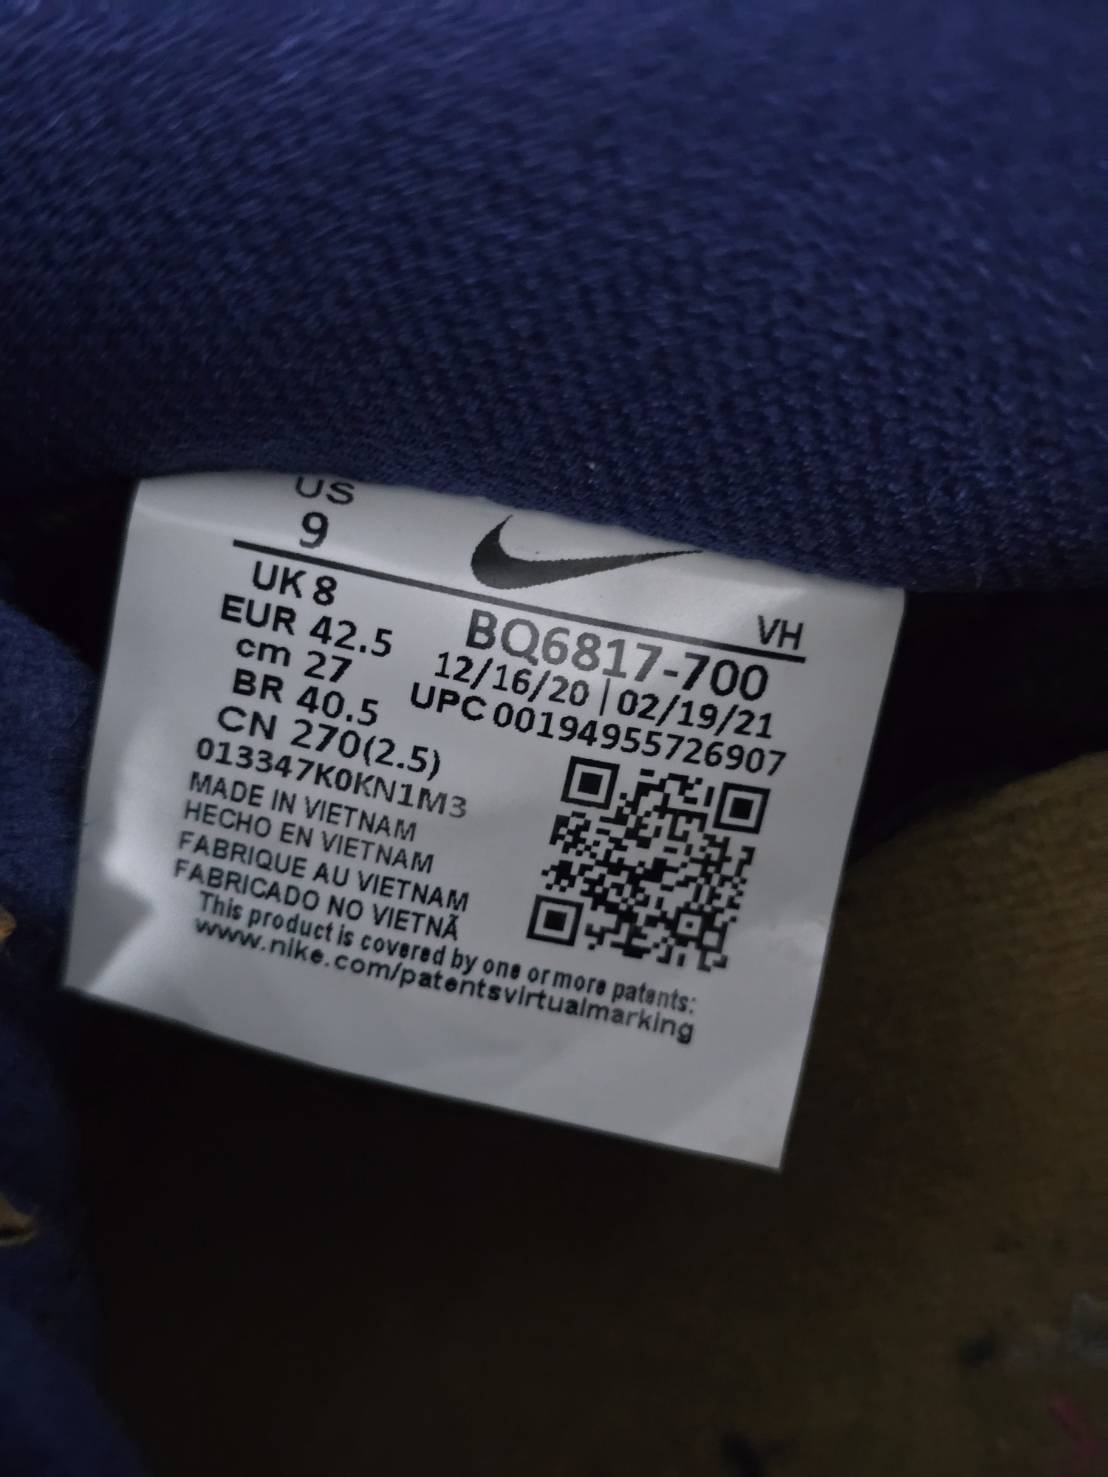 US
9
UK 8
EUR 42.5
cm 27
BR 40.5
CN 270(2.5)
013347K0KN1M3
MADE IN VIETNAM
HECHO EN VIETNAM
FABRIQUE AU VIETNAM
FABRICADO NO VIETNÃ
This product is covered by one or more patents:
www.nike.com/patentsvirtualmarking
VH
BQ6817-700
12/16/20 | 02/19/21
UPC 00194955726907